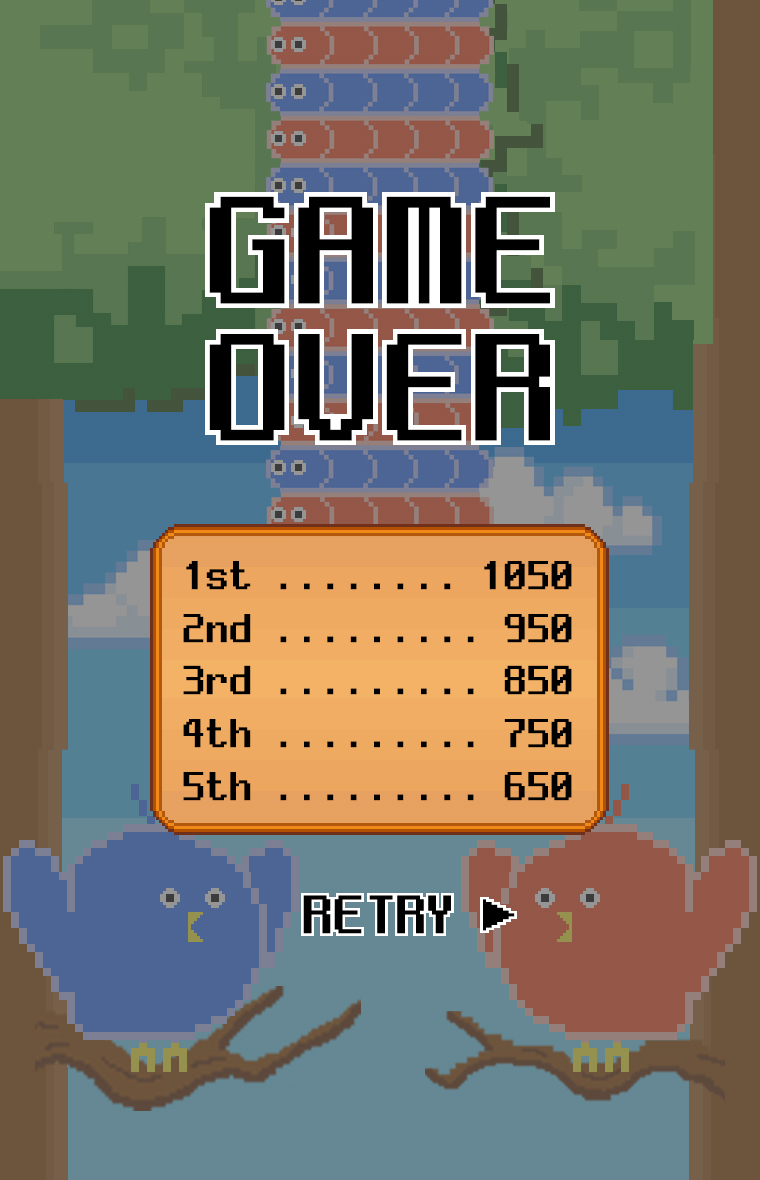 GAME
OVER
1st ........ 1050
2nd ......... 950
3rd ......... 850
4th ......... 750
5th ......... 650
RETRY